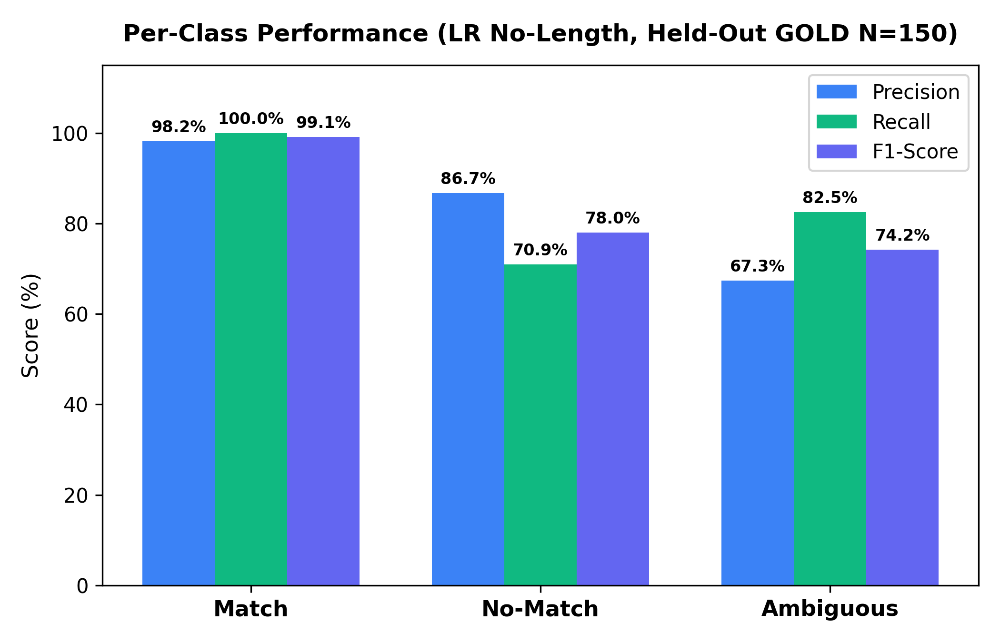 Per-Class Performance (LR No-Length, Held-Out GOLD N=150)
Precision
Recall
F1-Score
98.2%
100.0%
99.1%
86.7%
70.9%
78.0%
67.3%
82.5%
74.2%
Score (%)
100
80
60
40
20
0
Match
No-Match
Ambiguous